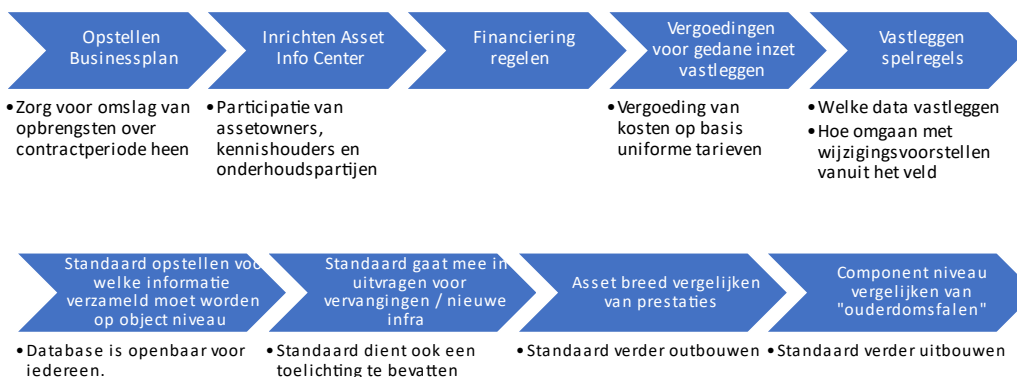 Opstellen
Businessplan
Inrichten Asset
Info Center
Financiering
regelen
Vergoedingen
voor gedane inzet
vastleggen
Vastleggen
spelregels
•Zorg voor omslag van
opbrengsten over
contractperiode heen
•Participatie van
assetowners,
kennishouders en
onderhoudspartijen
•Vergoeding van
kosten op basis
uniforme tarieven
•Welke data vastleggen
•Hoe omgaan met
wijzigingsvoorstellen
vanuit het veld
Standaard opstellen voo
welke informatie
verzameld moet worden
op object niveau
Standaard gaat mee in
uitvragen voor
vervangingen / nieuwe
infra
Asset breed vergelijken
van prestaties
Component niveau
vergelijken van
"ouderdomsfalen"
•Database is openbaar voor
iedereen.
•Standaard dient ook een
toelichting te bevatten
•Standaard verder outbouwen
•Standaard verder uitbouwen